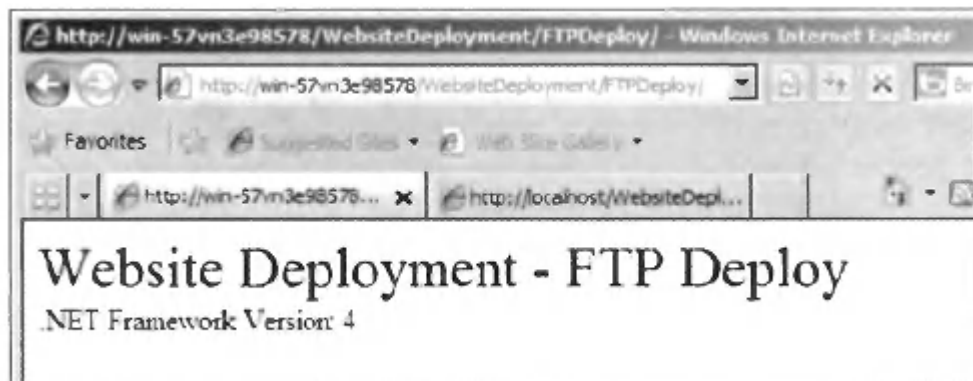 http://win-57vn3e98578/WebsiteDeployment/FTPDeploy/ - Windows Internet Explorer
http://win-57vn3e98578/WebsiteDeployment/FTPDeploy/
Favorites Suggested Sites Web Slice Gallery
http://win-57vn3e98578... http://localhost/WebsiteDepl...
Website Deployment - FTP Deploy
.NET Framework Version: 4